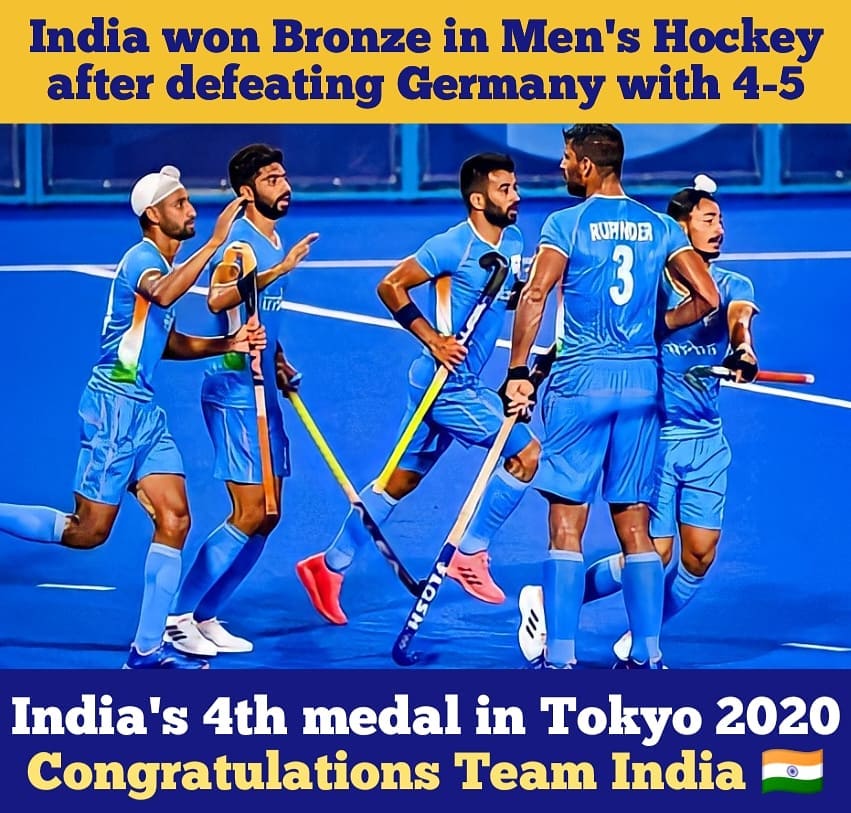 India won Bronze in Men's Hockey
after defeating Germany with 4-5
RUPINDER
3
FLASH
India's 4th medal in Tokyo 2020
Congratulations Team India 🇮🇳